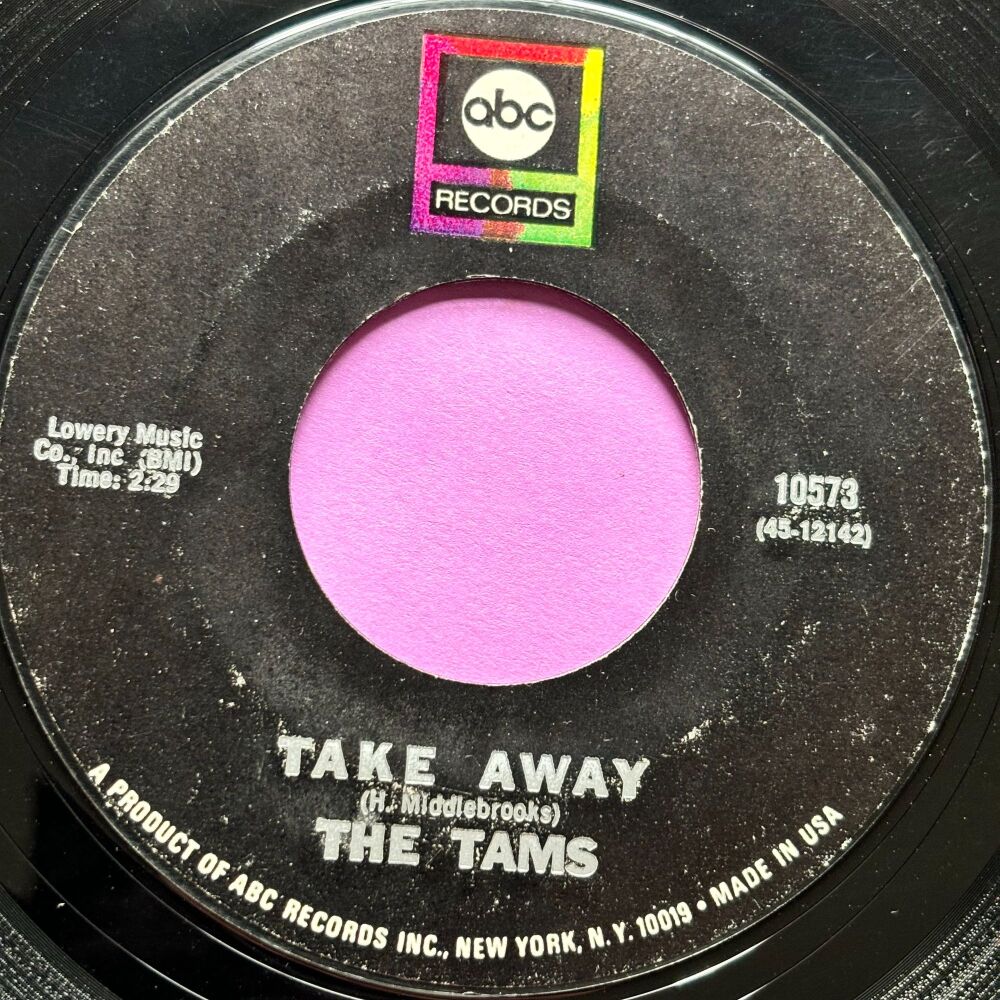 abc
RECORDS
Lowery Music
Co., Inc (BMI)
Time: 2:29
10573
(45-12142)
TAKE AWAY
(H. Middlebrooks)
THE TAMS
A PRODUCT OF ABC RECORDS INC., NEW YORK, N. Y. 10019 • MADE IN USA